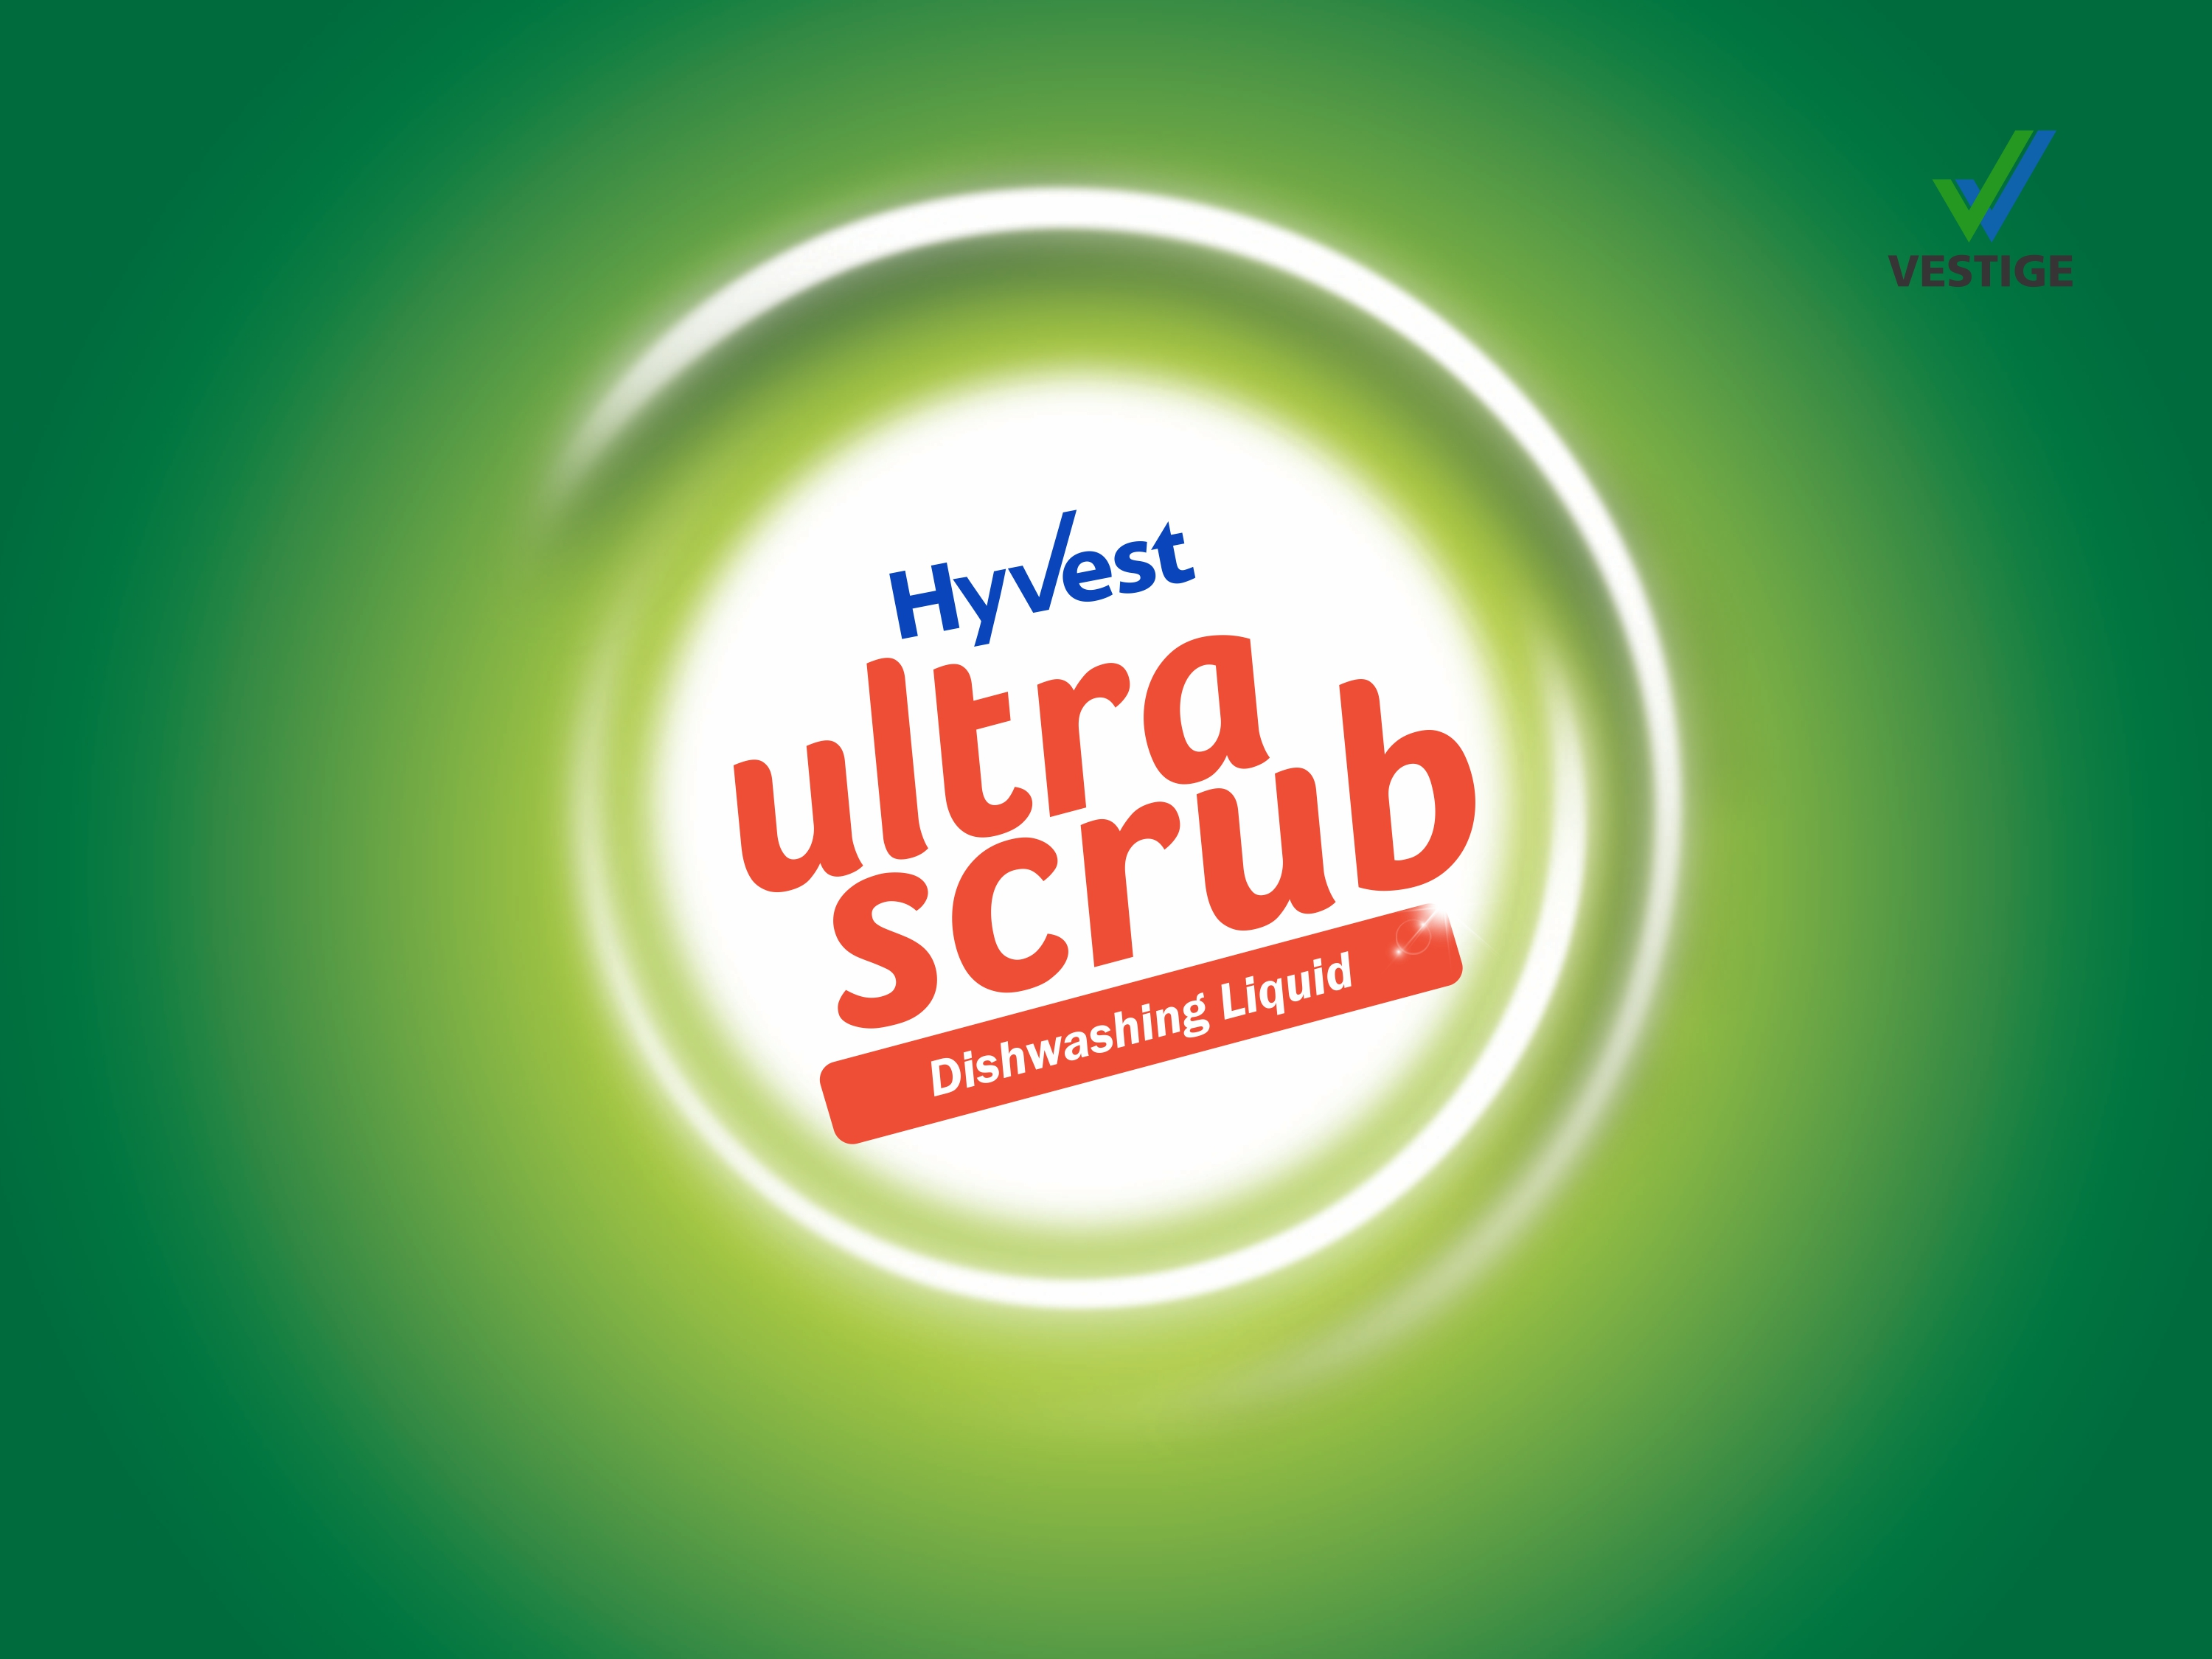 VESTIGE
Hyvest
ultra
scrub
Dishwashing Liquid